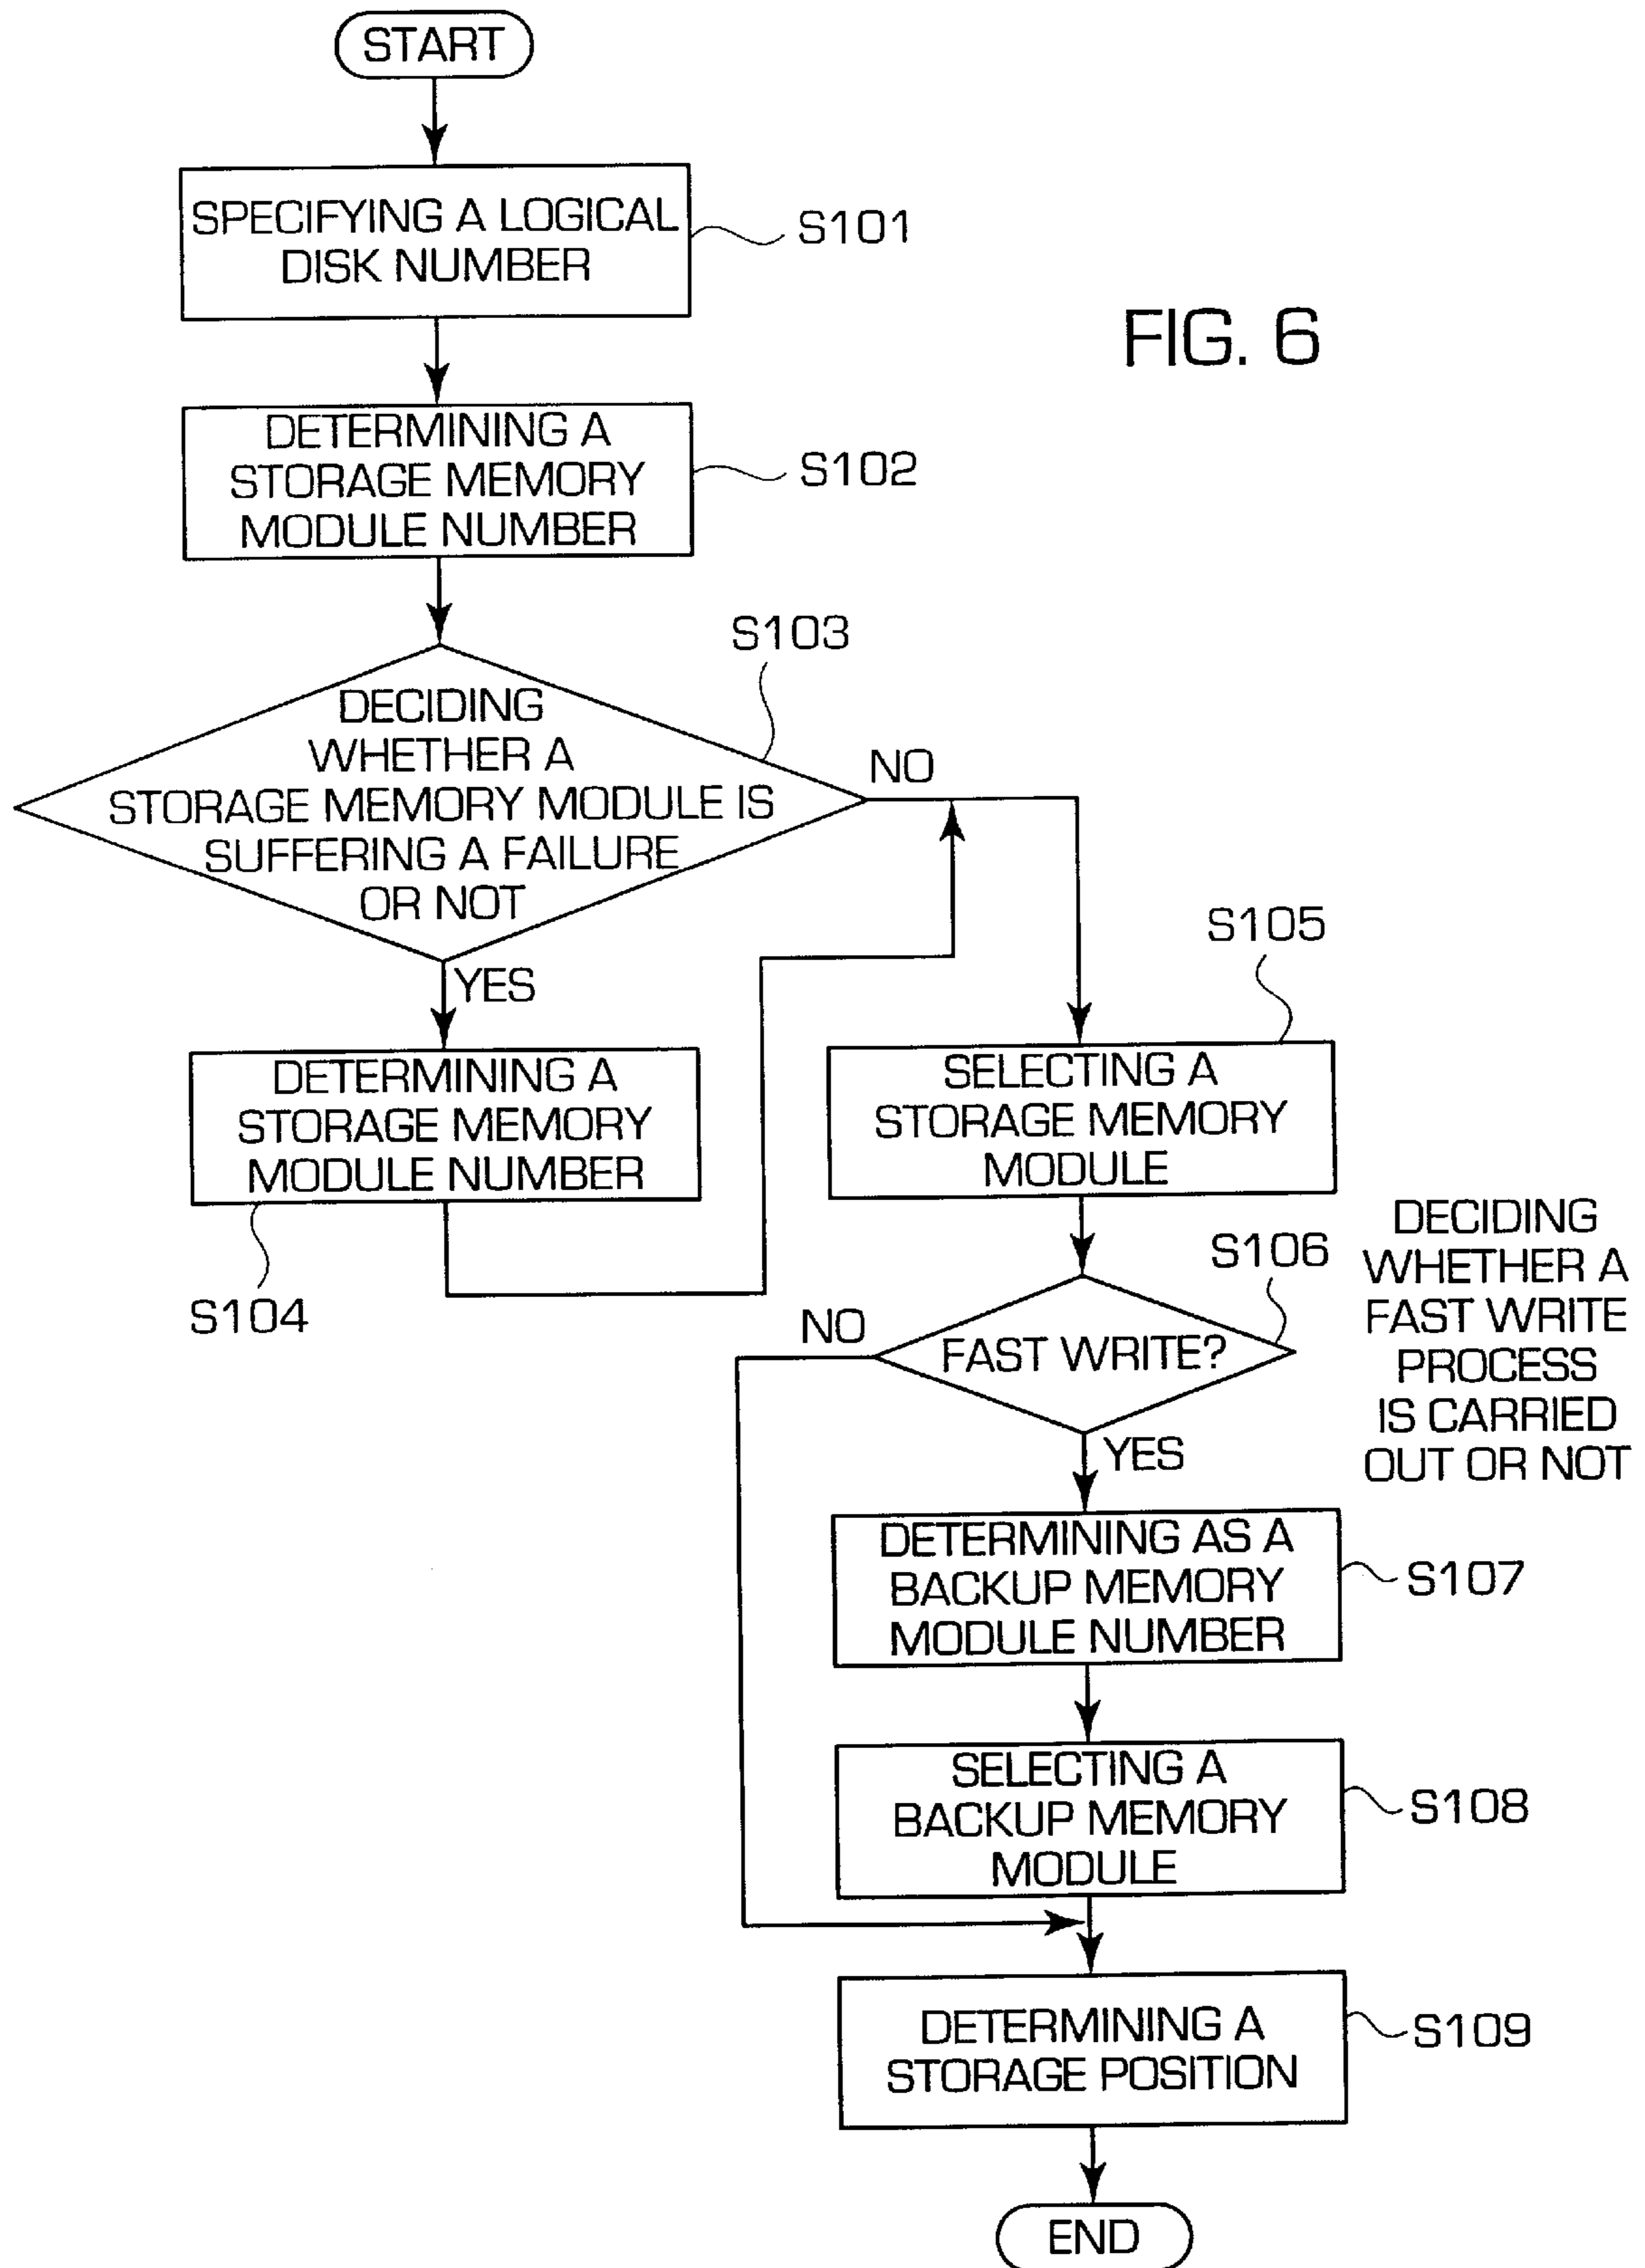 START
SPECIFYING A LOGICAL
DISK NUMBER
S101
FIG. 6
DETERMINING A
STORAGE MEMORY
MODULE NUMBER
S102
S103
DECIDING
WHETHER A
STORAGE MEMORY MODULE IS
SUFFERING A FAILURE
OR NOT
NO
YES
DETERMINING A
STORAGE MEMORY
MODULE NUMBER
S104
S105
SELECTING A
STORAGE MEMORY
MODULE
S106
FAST WRITE?
DECIDING
WHETHER A
FAST WRITE
PROCESS
IS CARRIED
OUT OR NOT
NO
YES
DETERMINING AS A
BACKUP MEMORY
MODULE NUMBER
S107
SELECTING A
BACKUP MEMORY
MODULE
S108
DETERMINING A
STORAGE POSITION
S109
END